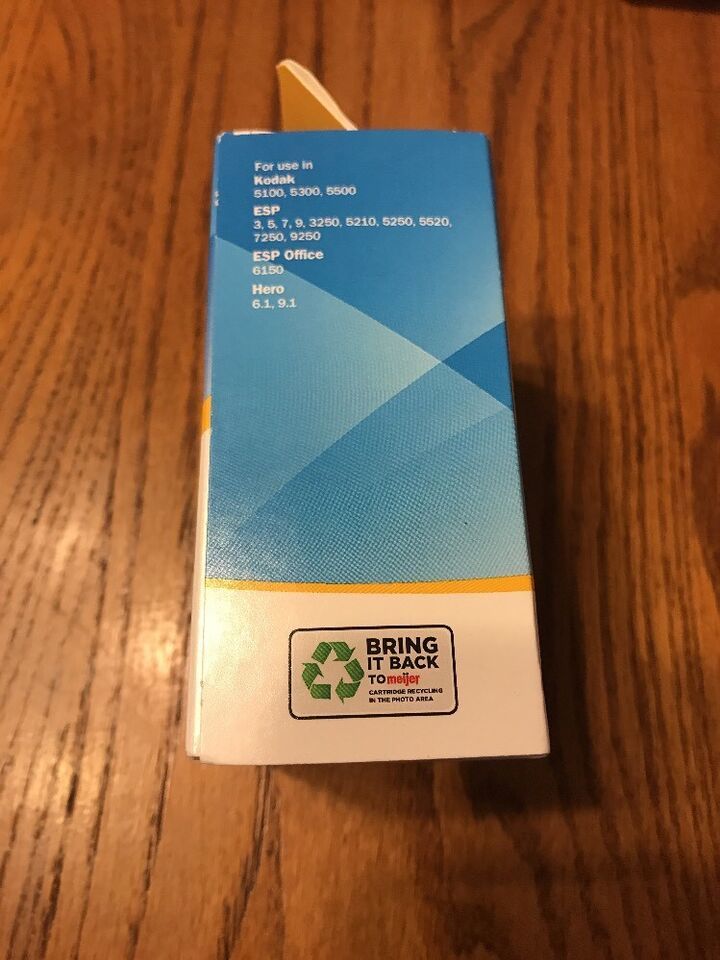 For use in
Kodak
5100, 5300, 5500
ESP
3, 5, 7, 9, 3250, 5210, 5250, 5520,
7250, 9250
ESP Office
6150
Hero
6.1, 9.1
BRING
IT BACK
TO meijer
CARTRIDGE RECYCLING
IN THE PHOTO AREA